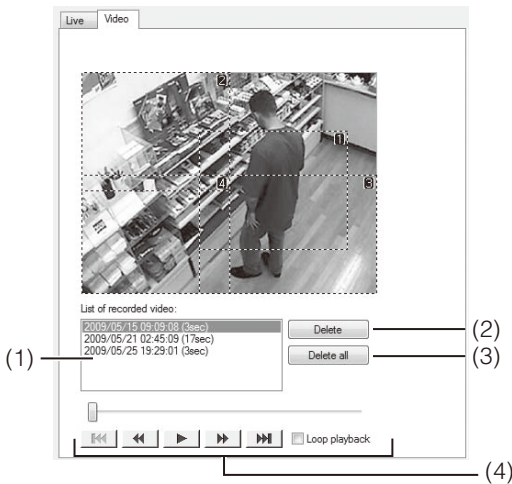 Live Video
2
1
4
3
List of recorded video:
2009/05/15 09:09:08 (3sec)
2009/05/21 02:45:09 (17sec)
2009/05/25 19:29:01 (3sec)
Delete
Delete all
Loop playback
(1)
(2)
(3)
(4)